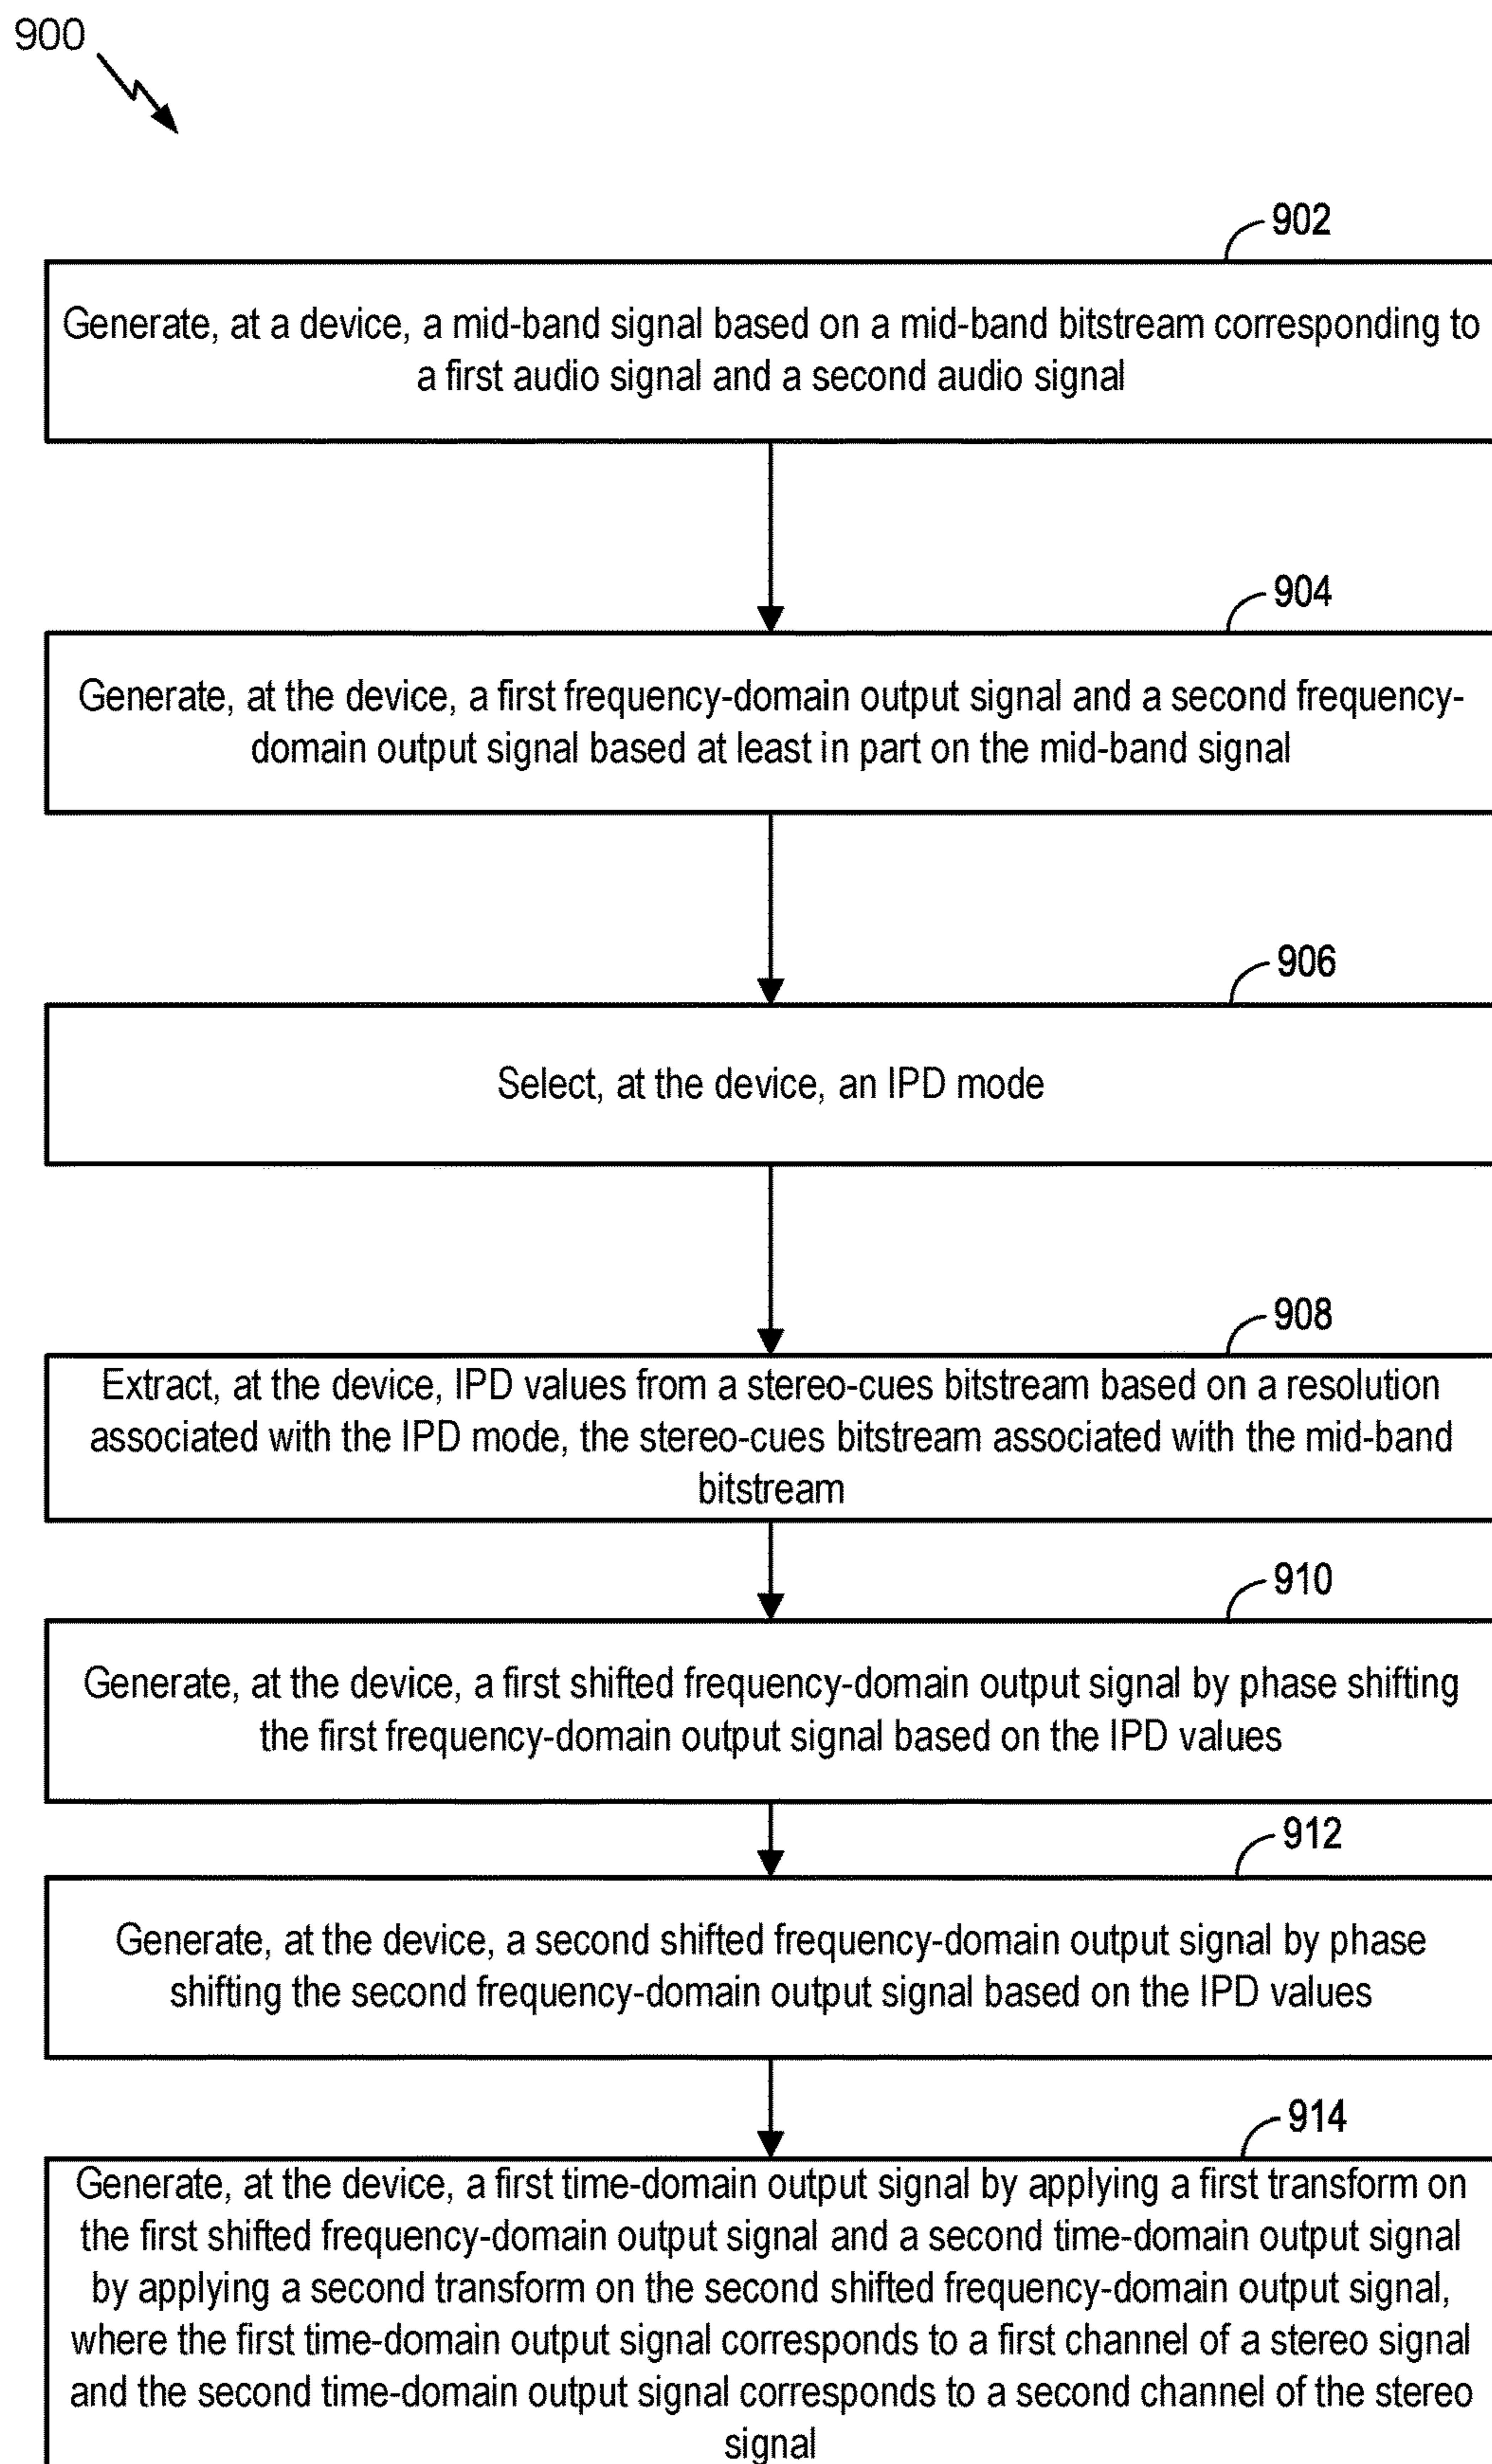 900
902
Generate, at a device, a mid-band signal based on a mid-band bitstream corresponding to
a first audio signal and a second audio signal
904
Generate, at the device, a first frequency-domain output signal and a second frequency-
domain output signal based at least in part on the mid-band signal
906
Select, at the device, an IPD mode
908
Extract, at the device, IPD values from a stereo-cues bitstream based on a resolution
associated with the IPD mode, the stereo-cues bitstream associated with the mid-band
bitstream
910
Generate, at the device, a first shifted frequency-domain output signal by phase shifting
the first frequency-domain output signal based on the IPD values
912
Generate, at the device, a second shifted frequency-domain output signal by phase
shifting the second frequency-domain output signal based on the IPD values
914
Generate, at the device, a first time-domain output signal by applying a first transform on
the first shifted frequency-domain output signal and a second time-domain output signal
by applying a second transform on the second shifted frequency-domain output signal,
where the first time-domain output signal corresponds to a first channel of a stereo signal
and the second time-domain output signal corresponds to a second channel of the stereo
signal